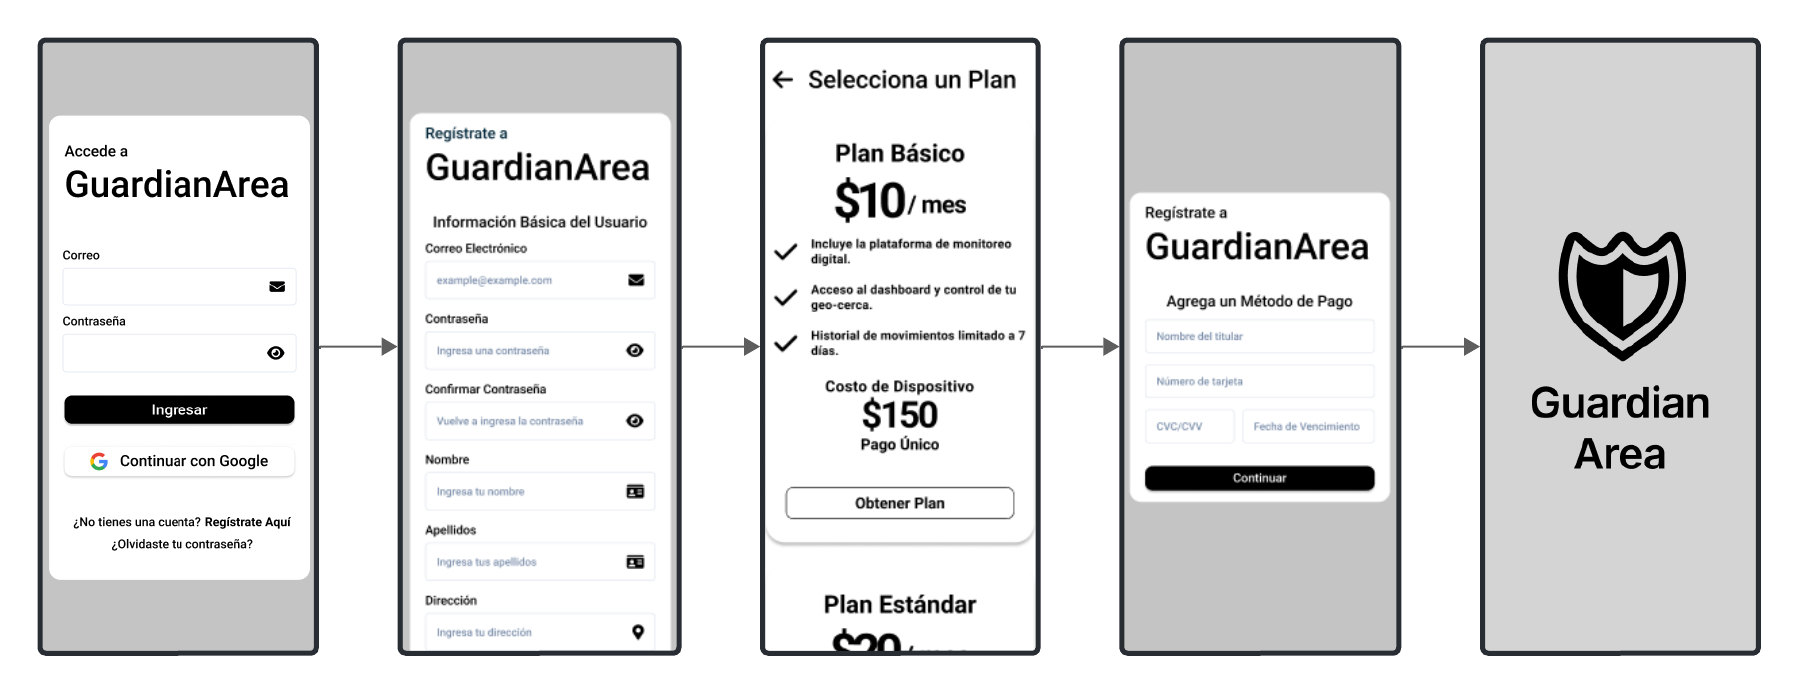 Accede a
GuardianArea
Correo
Contraseña
Ingresar
Continuar con Google
¿No tienes una cuenta? Regístrate Aquí
¿Olvidaste tu contraseña?
Regístrate a
GuardianArea
Información Básica del Usuario
Correo Electrónico
example@example.com
Contraseña
Ingresa una contraseña
Confirmar Contraseña
Vuelve a ingresa la contraseña
Nombre
Ingresa tu nombre
Apellidos
Ingresa tus apellidos
Dirección
Ingresa tu dirección
Selecciona un Plan
Plan Básico
$10/ mes
Incluye la plataforma de monitoreo
digital.
Acceso al dashboard y control de tu
geo-cerca.
Historial de movimientos limitado a 7
días.
Costo de Dispositivo
$150
Pago Único
Obtener Plan
Plan Estándar
$20/ mes
Regístrate a
GuardianArea
Agrega un Método de Pago
Nombre del titular
Número de tarjeta
CVC/CVV
Fecha de Vencimiento
Continuar
Guardian
Area